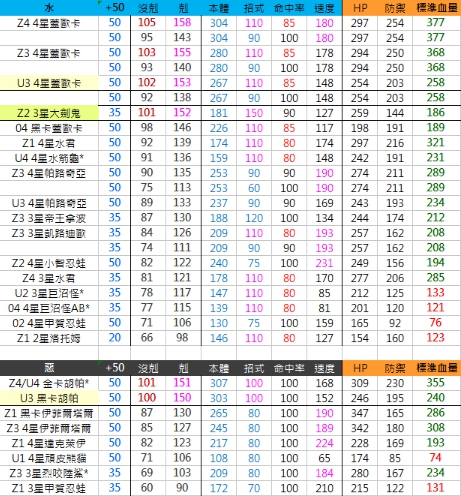 水 +50 沒剋 剋 本體 招式 命中率 速度 HP 防禦 標準血量
Z4 4星蓋歐卡 50 105 158 304 110 85 180 297 254 377
50 95 143 304 90 100 180 297 254 377
Z3 4星蓋歐卡 50 103 155 280 110 85 178 294 250 368
50 93 140 280 90 100 178 294 250 368
U3 4星蓋歐卡 50 102 153 267 110 85 148 254 203 258
50 92 138 267 90 100 148 254 203 258
Z2 3星大劍鬼 35 101 152 181 150 90 127 259 144 186
04 黑卡蓋歐卡 50 98 146 226 110 85 117 198 191 189
Z1 4星水君 50 92 139 174 110 80 174 297 216 321
U4 4星水箭龜* 50 91 136 159 110 80 148 242 191 231
Z3 4星帕路奇亞 50 90 135 253 90 90 190 274 211 289
50 75 113 253 60 100 190 274 211 289
U3 4星帕路奇亞 50 89 133 237 90 90 169 243 193 234
Z3 3星帝王拿波 35 87 130 188 120 80 134 244 174 212
Z3 3星凱路迪歐 35 84 126 209 110 80 193 257 162 208
35 74 111 209 90 90 193 257 162 208
Z2 4星小智忍蛙 50 82 122 240 75 100 231 249 156 194
Z4 3星水君 35 81 121 178 110 80 170 277 206 285
U2 3星巨沼怪* 35 78 117 147 110 80 85 212 125 133
04 4星巨沼怪AB* 35 77 115 139 110 80 81 201 120 121
02 4星甲賀忍蛙 50 71 106 130 75 100 159 165 92 76
Z1 2星洛托姆 20 66 98 146 110 80 127 154 160 123
惡 +50 沒剋 剋 本體 招式 命中率 速度 HP 防禦 標準血量
Z4/U4 金卡胡帕* 50 101 151 307 100 100 168 309 230 355
U3 黑卡胡帕 50 100 150 303 100 100 152 246 195 240
Z1 黑卡伊菲爾塔爾 50 87 130 265 80 100 190 347 165 286
Z3 4星伊菲爾塔爾 50 85 127 245 80 100 189 342 180 308
Z1 4星達克萊伊 50 82 123 217 80 100 224 228 169 193
U1 4星頑皮熊貓 50 71 106 108 80 100 65 174 85 74
Z3 3星烈咬陸鯊* 35 69 103 209 80 100 184 280 167 234
Z1 3星甲賀忍蛙 35 60 90 172 70 100 210 215 122 131